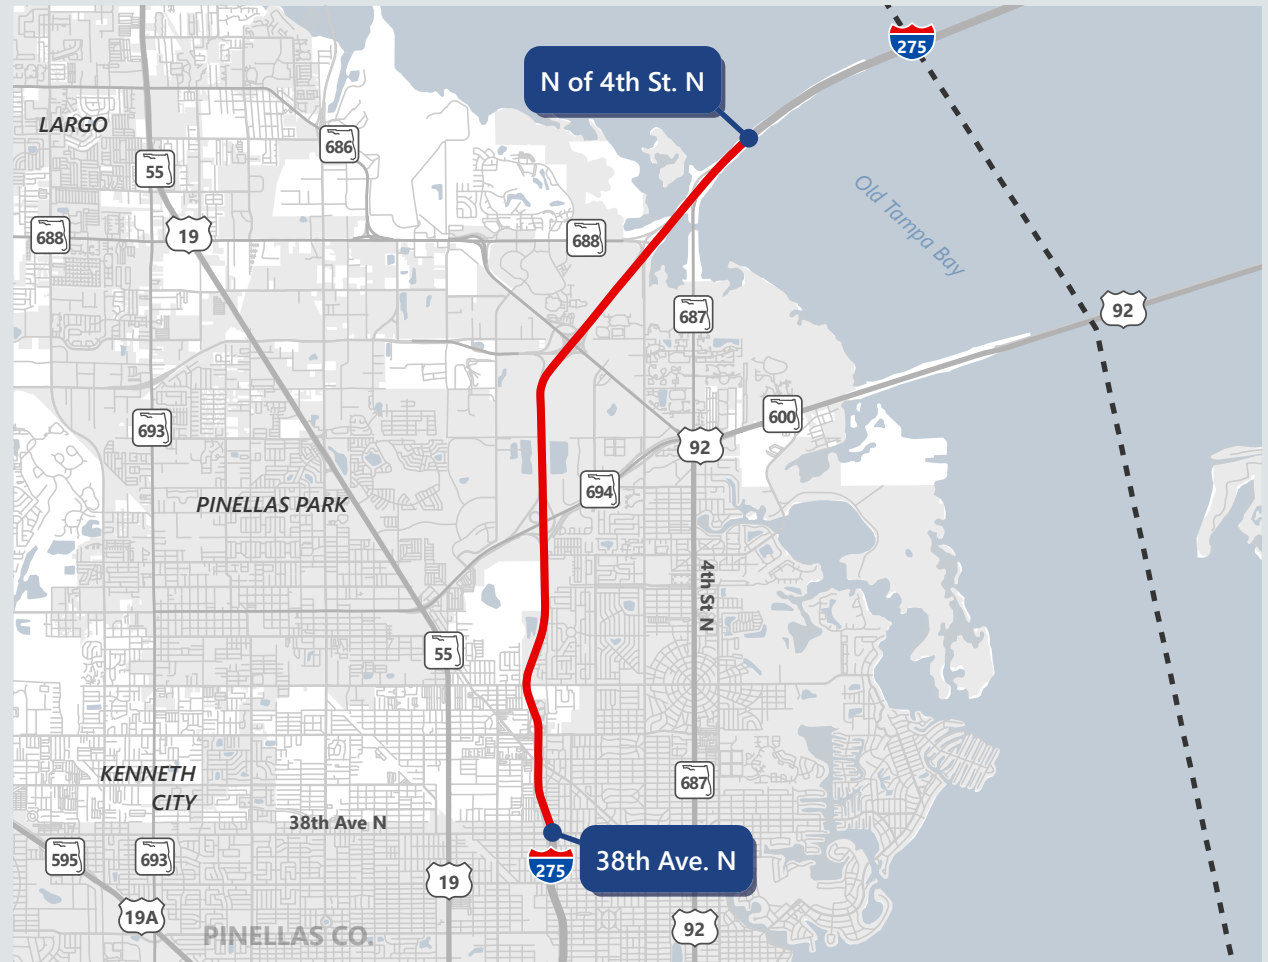 275
N of 4th St. N
LARGO
686
55
Old Tampa Bay
688
19
688
92
687
600
693
92
694
PINELLAS PARK
4th St N
55
KENNETH
CITY
687
38th Ave N
595
693
275
38th Ave. N
19
19A
92
PINELLAS CO.